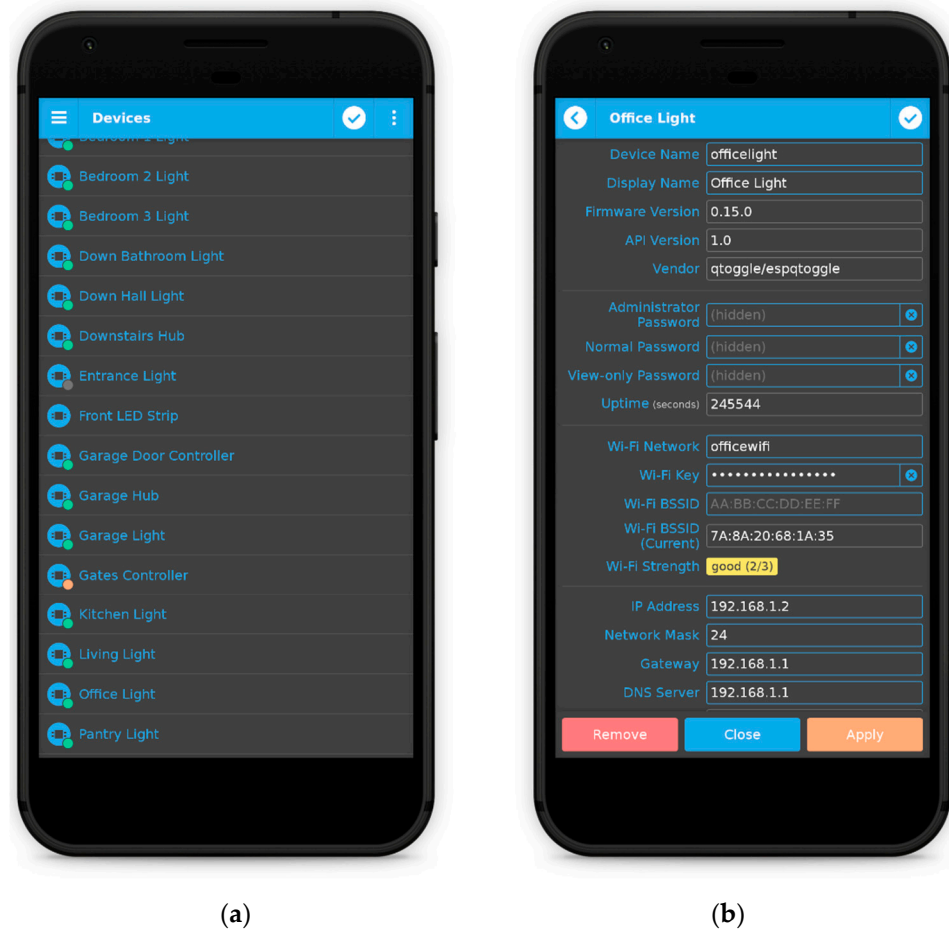 Devices
Bedroom 1 Light
Bedroom 2 Light
Bedroom 3 Light
Down Bathroom Light
Down Hall Light
Downstairs Hub
Entrance Light
Front LED Strip
Garage Door Controller
Garage Hub
Garage Light
Gates Controller
Kitchen Light
Living Light
Office Light
Pantry Light
(a)
Office Light
Device Name officelight
Display Name Office Light
Firmware Version 0.15.0
API Version 1.0
Vendor qtoggle/espqtoggle
Administrator
Password (hidden)
Normal Password (hidden)
View-only Password (hidden)
Uptime (seconds) 245544
Wi-Fi Network officewifi
Wi-Fi Key ••••••••••••••••
Wi-Fi BSSID AA:BB:CC:DD:EE:FF
Wi-Fi BSSID
(Current) 7A:8A:20:68:1A:35
Wi-Fi Strength good (2/3)
IP Address 192.168.1.2
Network Mask 24
Gateway 192.168.1.1
DNS Server 192.168.1.1
Remove Close Apply
(b)